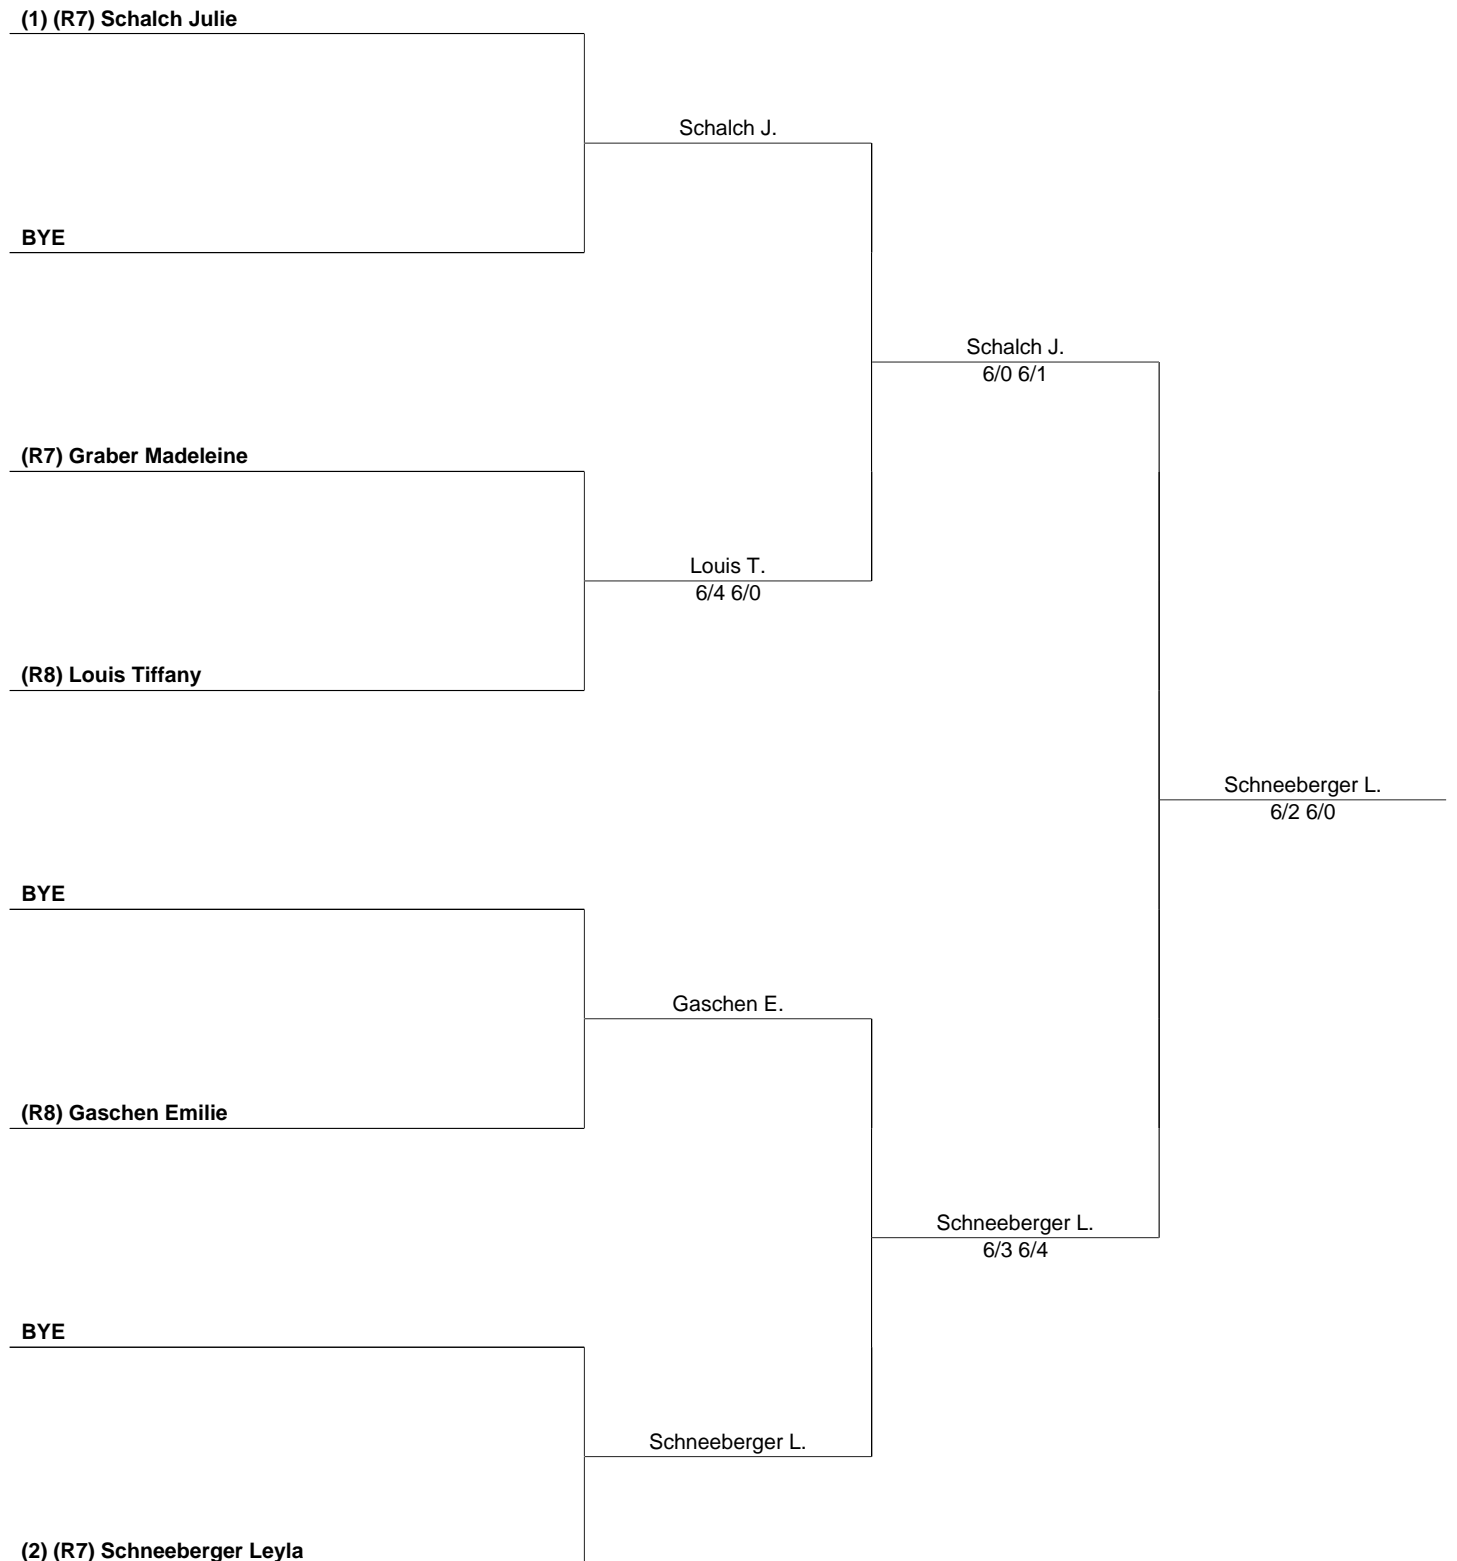 (1) (R7) Schalch Julie
Schalch J.
BYE
Schalch J.
6/0 6/1
(R7) Graber Madeleine
Louis T.
6/4 6/0
(R8) Louis Tiffany
Schneeberger L.
6/2 6/0
BYE
Gaschen E.
(R8) Gaschen Emilie
Schneeberger L.
6/3 6/4
BYE
Schneeberger L.
(2) (R7) Schneeberger Leyla